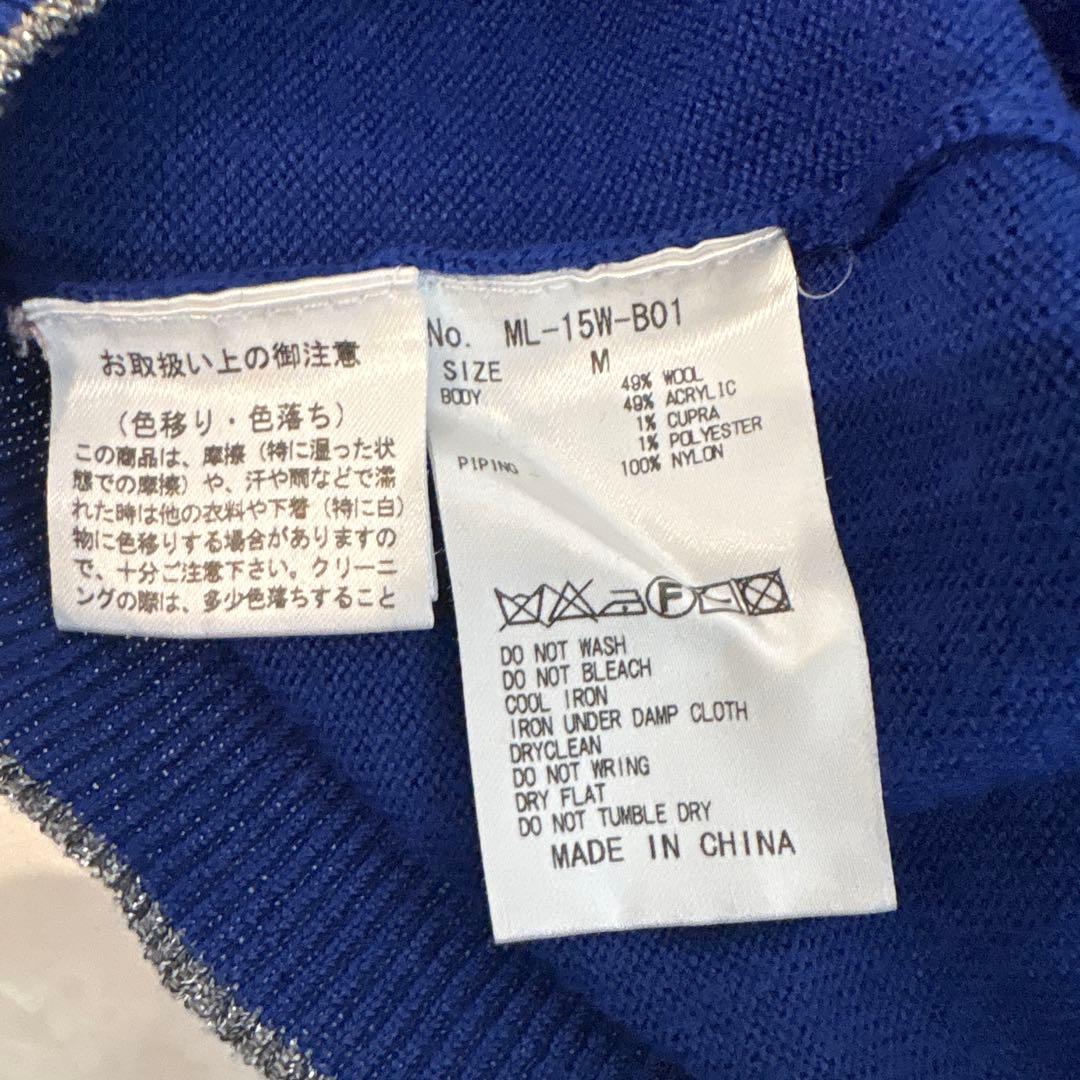 お取扱い上の御注意
(色移り・色落ち)
この商品は、摩擦(特に湿った状
態での摩擦)や、汗や雨などで濡
れた時は他の衣料や下着(特に白)
物に色移りする場合がありますの
で、十分ご注意下さい。クリーニ
ングの際は、多少色落ちすること
No. ML-15W-B01
SIZE M
BODY 49% WOOL
49% ACRYLIC
1% CUPRA
1% POLYESTER
PIPING 100% NYLON
F
DO NOT WASH
DO NOT BLEACH
COOL IRON
IRON UNDER DAMP CLOTH
DRYCLEAN
DO NOT WRING
DRY FLAT
DO NOT TUMBLE DRY
MADE IN CHINA